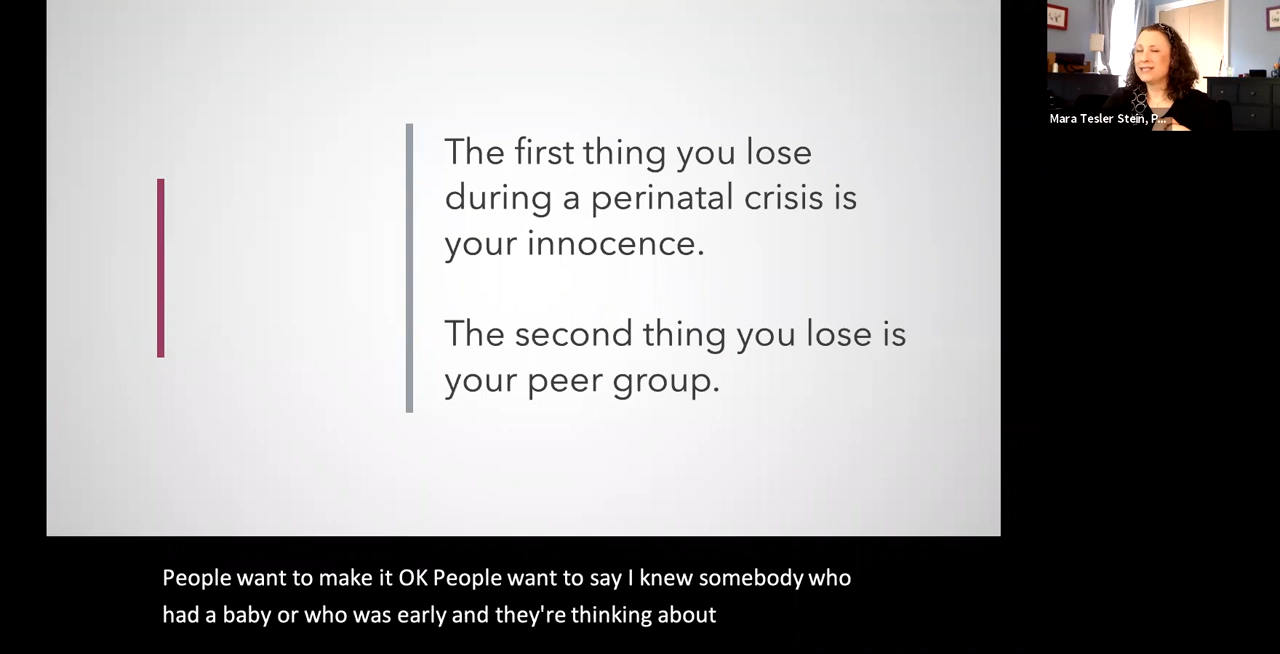 The first thing you lose
during a perinatal crisis is
your innocence.
The second thing you lose is
your peer group.
Mara Tesler Stein, P...
People want to make it OK People want to say I knew somebody who
had a baby or who was early and they're thinking about